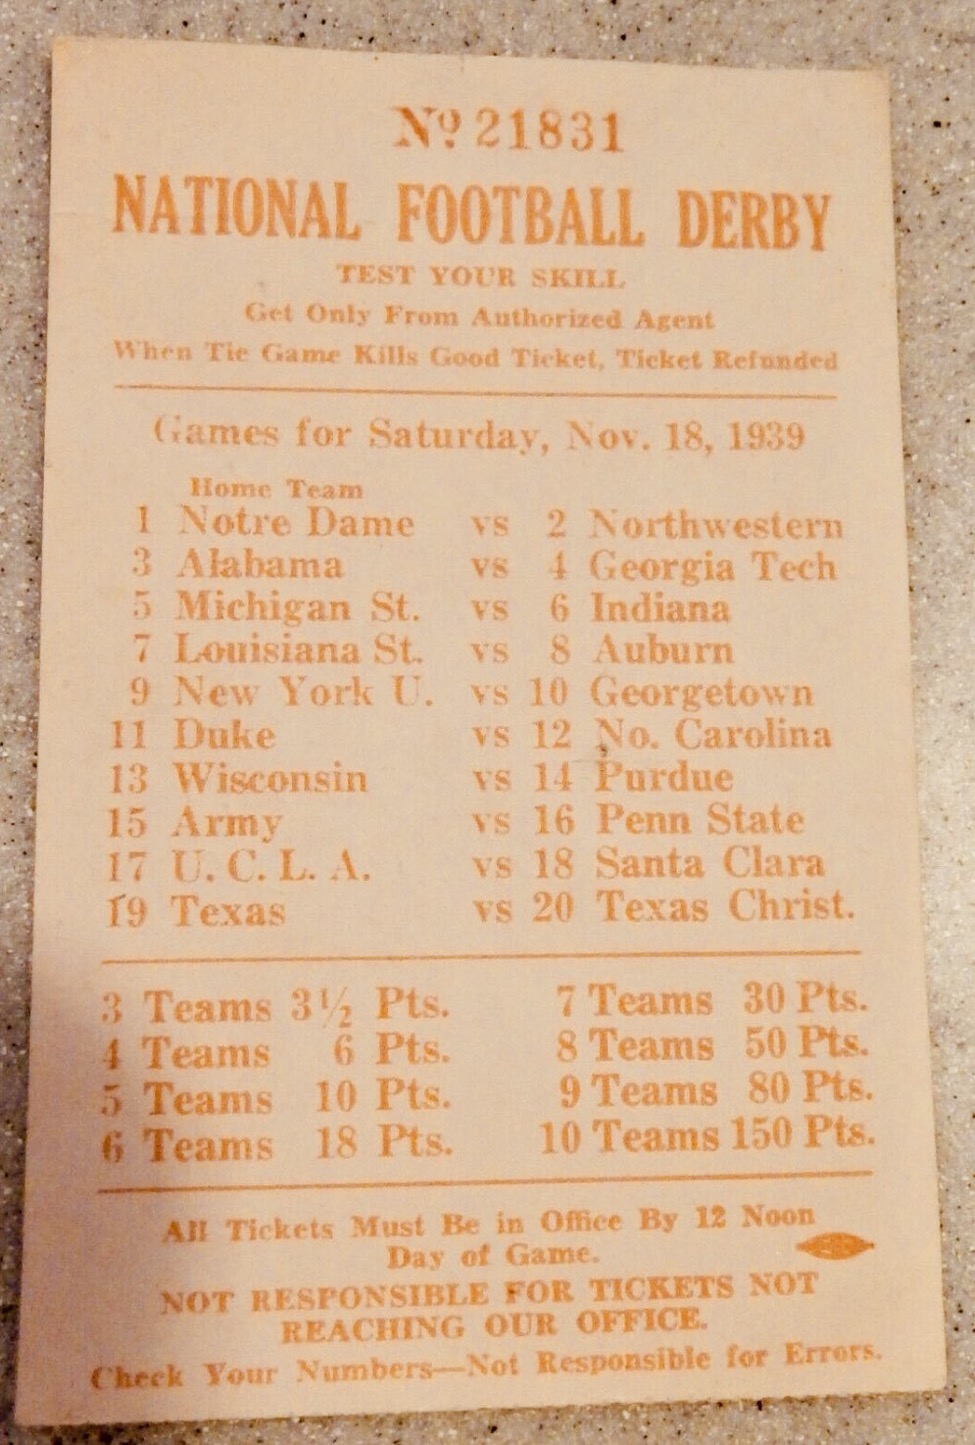 Nº 21831
NATIONAL FOOTBALL DERBY
TEST YOUR SKILL
Get Only From Authorized Agent
When Tie Game Kills Good Ticket, Ticket Refunded
Games for Saturday, Nov. 18, 1939
Home Team
1 Notre Dame vs 2 Northwestern
3 Alabama vs 4 Georgia Tech
5 Michigan St. vs 6 Indiana
7 Louisiana St. vs 8 Auburn
9 New York U. vs 10 Georgetown
11 Duke vs 12 No. Carolina
13 Wisconsin vs 14 Purdue
15 Army vs 16 Penn State
17 U. C. L. A. vs 18 Santa Clara
19 Texas vs 20 Texas Christ.
3 Teams 3½ Pts. 7 Teams 30 Pts.
4 Teams 6 Pts. 8 Teams 50 Pts.
5 Teams 10 Pts. 9 Teams 80 Pts.
6 Teams 18 Pts. 10 Teams 150 Pts.
All Tickets Must Be in Office By 12 Noon
Day of Game.
NOT RESPONSIBLE FOR TICKETS NOT
REACHING OUR OFFICE.
Check Your Numbers—Not Responsible for Errors.